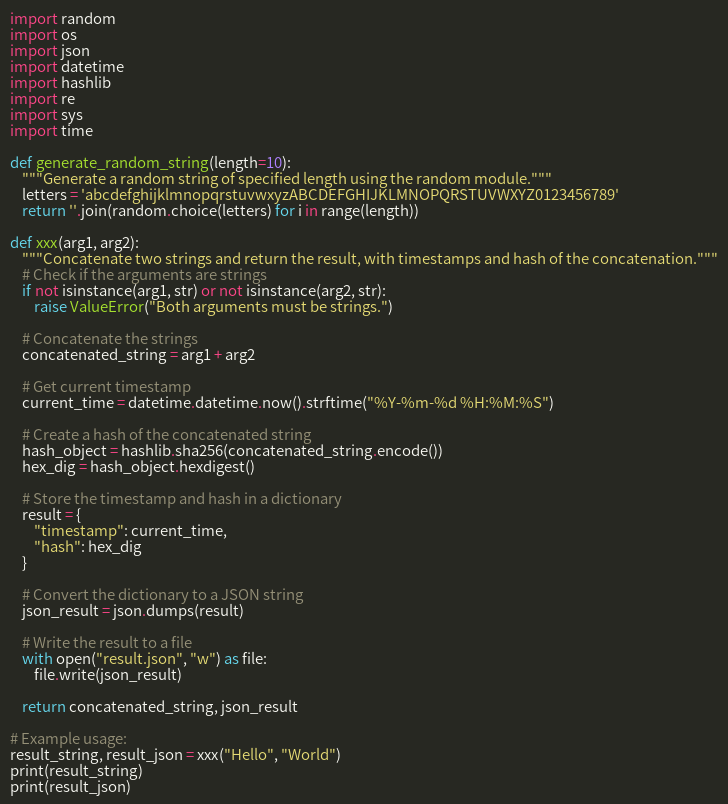 import random
import os
import json
import datetime
import hashlib
import re
import sys
import time

def generate_random_string(length=10):
    """Generate a random string of specified length using the random module."""
    letters = 'abcdefghijklmnopqrstuvwxyzABCDEFGHIJKLMNOPQRSTUVWXYZ0123456789'
    return ''.join(random.choice(letters) for i in range(length))

def xxx(arg1, arg2):
    """Concatenate two strings and return the result, with timestamps and hash of the concatenation."""
    # Check if the arguments are strings
    if not isinstance(arg1, str) or not isinstance(arg2, str):
        raise ValueError("Both arguments must be strings.")

    # Concatenate the strings
    concatenated_string = arg1 + arg2

    # Get current timestamp
    current_time = datetime.datetime.now().strftime("%Y-%m-%d %H:%M:%S")

    # Create a hash of the concatenated string
    hash_object = hashlib.sha256(concatenated_string.encode())
    hex_dig = hash_object.hexdigest()

    # Store the timestamp and hash in a dictionary
    result = {
        "timestamp": current_time,
        "hash": hex_dig
    }

    # Convert the dictionary to a JSON string
    json_result = json.dumps(result)

    # Write the result to a file
    with open("result.json", "w") as file:
        file.write(json_result)

    return concatenated_string, json_result

# Example usage:
result_string, result_json = xxx("Hello", "World")
print(result_string)
print(result_json)